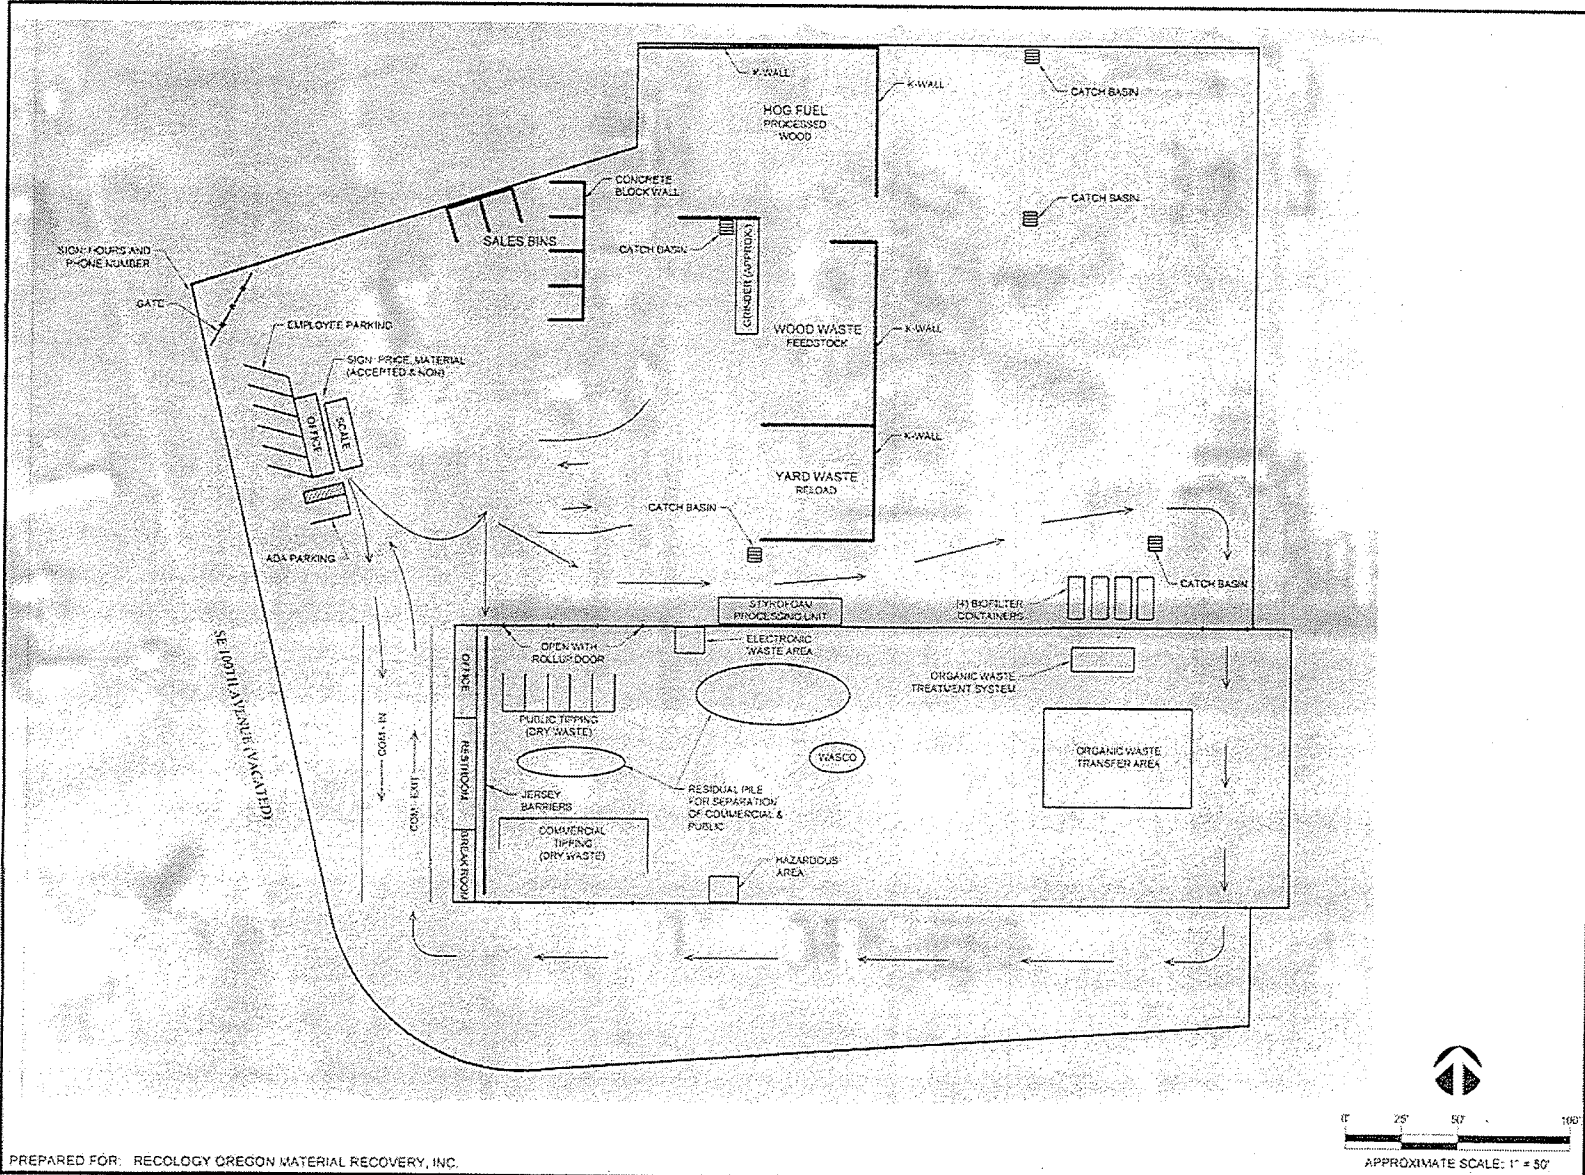 K-WALL
K-WALL
CATCH BASIN
HOG FUEL
PROCESSED
WOOD
CONCRETE
BLOCK WALL
CATCH BASIN
SALES BINS
CATCH BASIN
GRINDER (APPROX.)
SIGN: HOURS AND
PHONE NUMBER
GATE
EMPLOYEE PARKING
SIGN: PRICE, MATERIAL
(ACCEPTED & NON)
WOOD WASTE
FEEDSTOCK
K-WALL
OFFICE
SCALE
K-WALL
YARD WASTE
RELOAD
CATCH BASIN
ADA PARKING
CATCH BASIN
STYROFOAM
PROCESSING UNIT
(4) BIOFILTER
CONTAINERS
SE 100TH AVENUE (VACATED)
OFFICE
OPEN WITH
ROLLUP DOOR
ELECTRONIC
WASTE AREA
ORGANIC WASTE
TREATMENT SYSTEM
PUBLIC TIPPING
(DRY WASTE)
COM - IN
COM - EXIT
RESTROOM
WASCO
ORGANIC WASTE
TRANSFER AREA
JERSEY
BARRIERS
RESIDUAL PILE
FOR SEPARATION
OF COMMERCIAL &
PUBLIC
BREAK ROOM
COMMERCIAL
TIPPING
(DRY WASTE)
HAZARDOUS
AREA
0' 25' 50' 100'
APPROXIMATE SCALE: 1" = 50'
PREPARED FOR: RECOLOGY OREGON MATERIAL RECOVERY, INC.